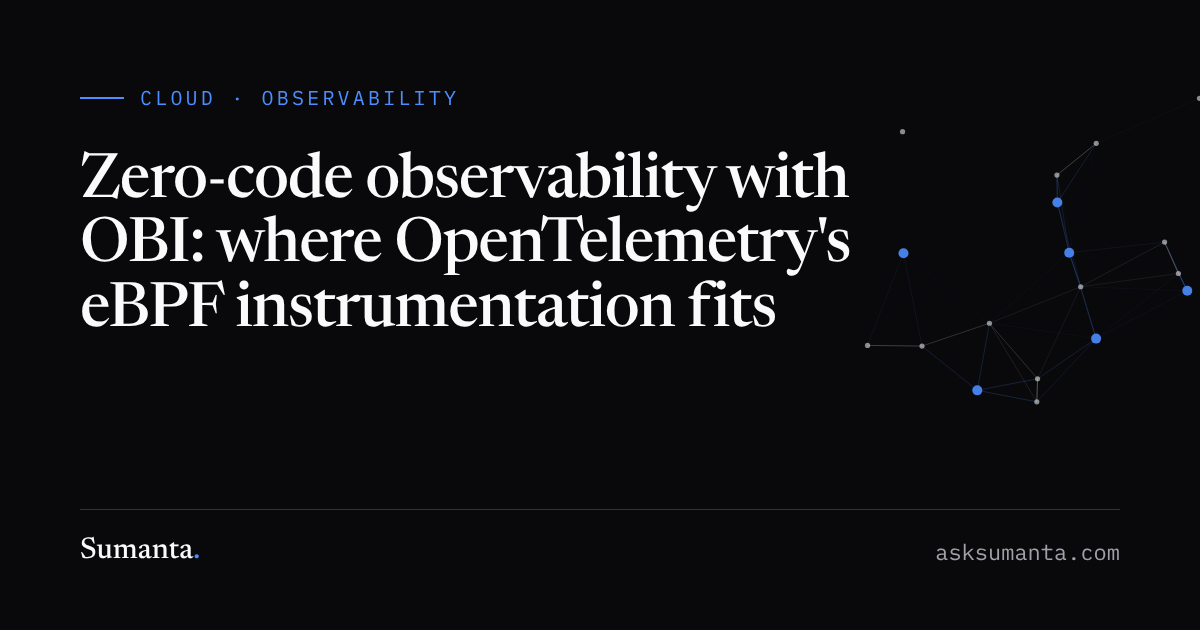 CLOUD · OBSERVABILITY
Zero-code observability with
OBI: where OpenTelemetry's
eBPF instrumentation fits
Sumanta.
asksumanta.com